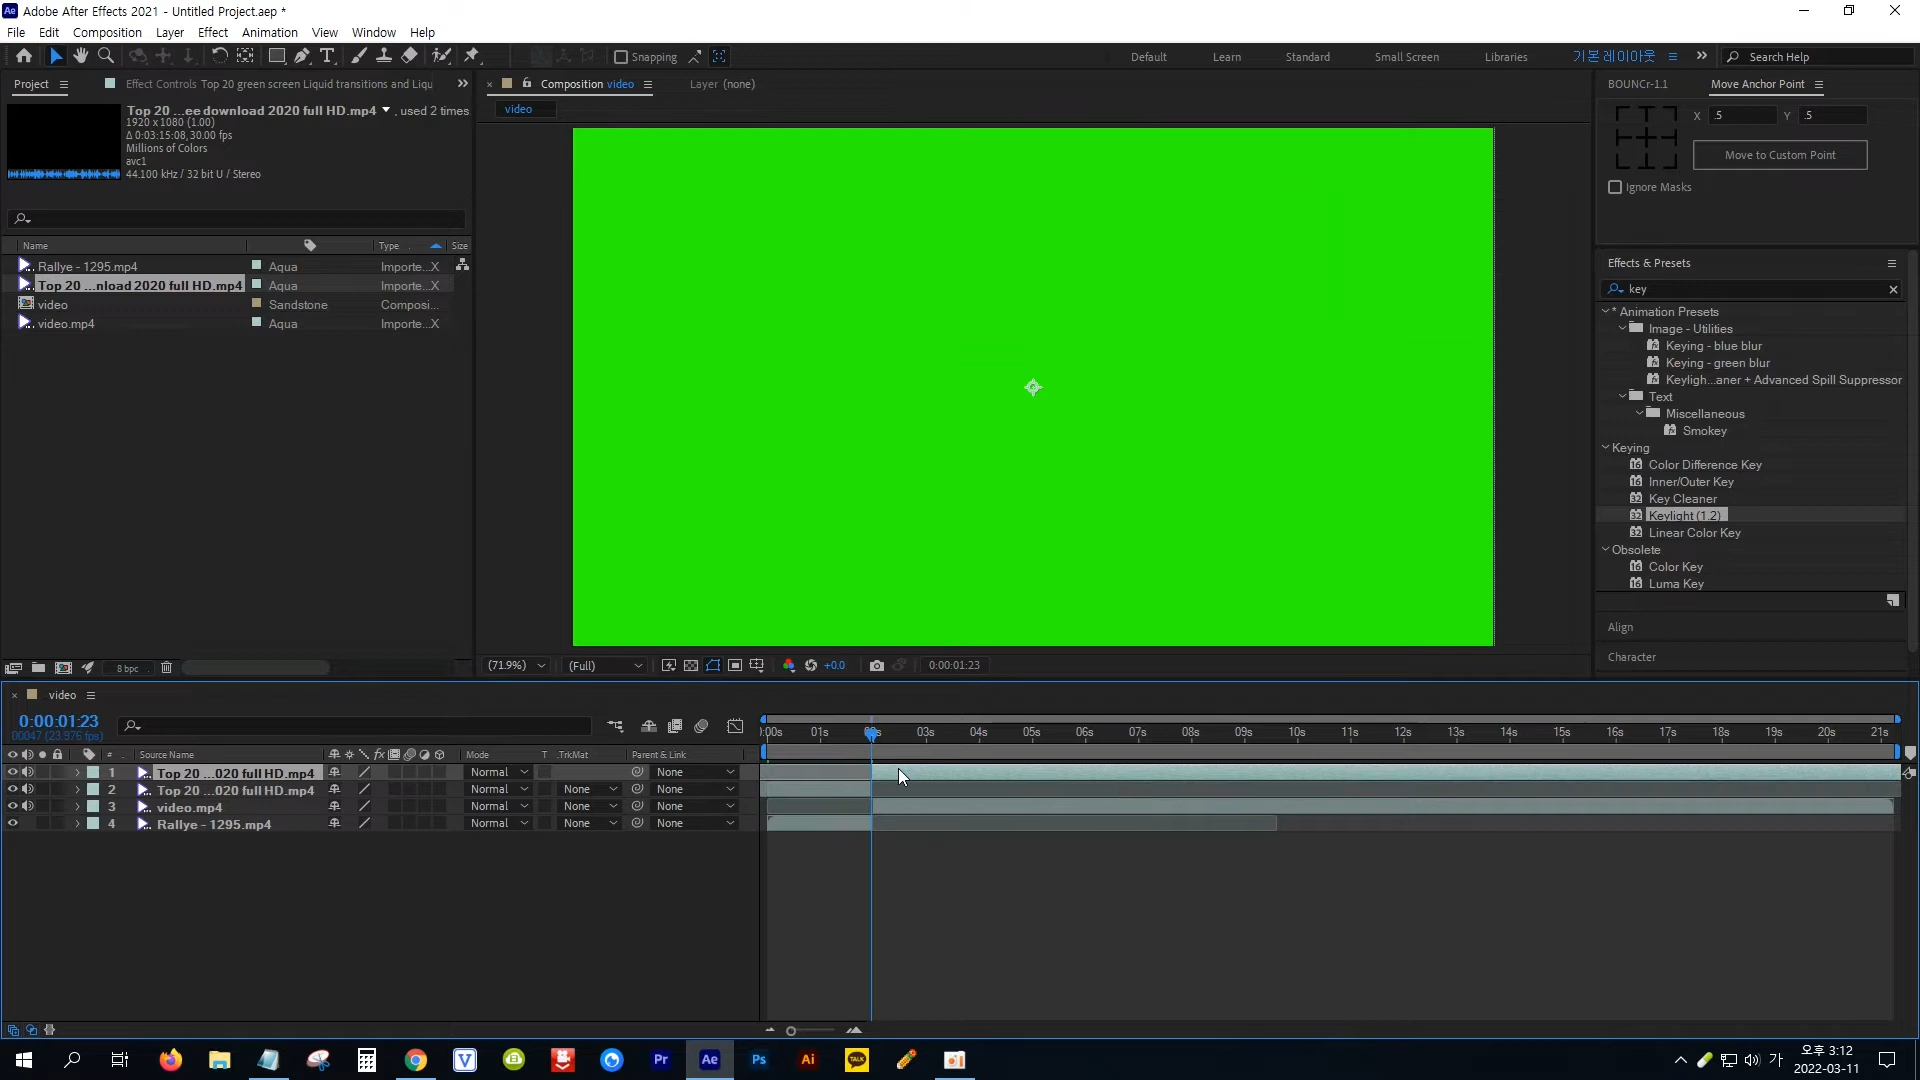 Adobe After Effects 2021 - Untitled Project.aep *
File Edit Composition Layer Effect Animation View Window Help
Snapping
Default Learn Standard Small Screen Libraries 기본 레이아웃 Search Help
Project Effect Controls Top 20 green screen Liquid transitions and Liqu
Composition video Layer (none)
BOUNCr-1.1 Move Anchor Point
video
Top 20 ...ee download 2020 full HD.mp4 , used 2 times
1920 x 1080 (1.00)
Δ 0:03:15:08, 30.00 fps
Millions of Colors
avc1
44.100 kHz / 32 bit U / Stereo
X .5 Y .5
Move to Custom Point
Ignore Masks
Name Type Size
Rallye - 1295.mp4 Aqua Importe...X
Top 20 ...nload 2020 full HD.mp4 Aqua Importe...X
video Sandstone Composi...
video.mp4 Aqua Importe...X
Effects & Presets
key
* Animation Presets
Image - Utilities
Keying - blue blur
Keying - green blur
Keyligh...aner + Advanced Spill Suppressor
Text
Miscellaneous
Smokey
Keying
Color Difference Key
Inner/Outer Key
Key Cleaner
Keylight (1.2)
Linear Color Key
Obsolete
Color Key
Luma Key
Align
Character
8 bpc
(71.9%) (Full) +0.0 0:00:01:23
video
0:00:01:23
00047 (23.976 fps)
:00s 01s 02s 03s 04s 05s 06s 07s 08s 09s 10s 11s 12s 13s 14s 15s 16s 17s 18s 19s 20s 21s
# Source Name fx Mode T .TrkMat Parent & Link
1 Top 20 ...020 full HD.mp4 Normal None
2 Top 20 ...020 full HD.mp4 Normal None None
3 video.mp4 Normal None None
4 Rallye - 1295.mp4 Normal None None
V Pr Ae Ps Ai TALK 가
오후 3:12
2022-03-11